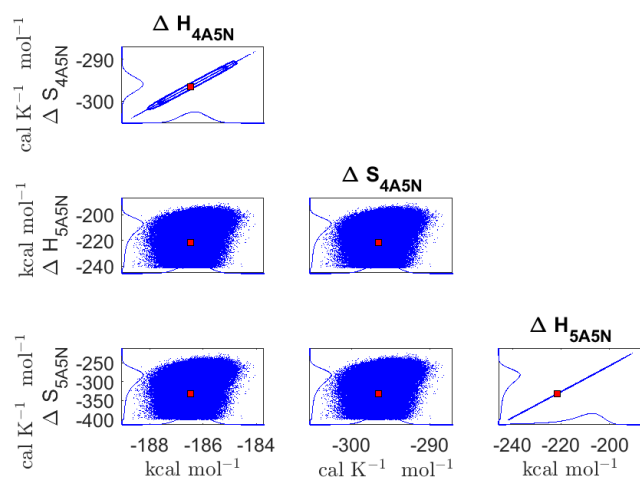 Δ H4A5N
cal K−1 mol−1
Δ S4A5N
-290
-300
Δ S4A5N
kcal mol−1
Δ H5A5N
-200
-220
-240
Δ H5A5N
cal K−1 mol−1
Δ S5A5N
-250
-300
-350
-400
-188 -186 -184
kcal mol−1
-300 -290
cal K−1 mol−1
-240 -220 -200
kcal mol−1